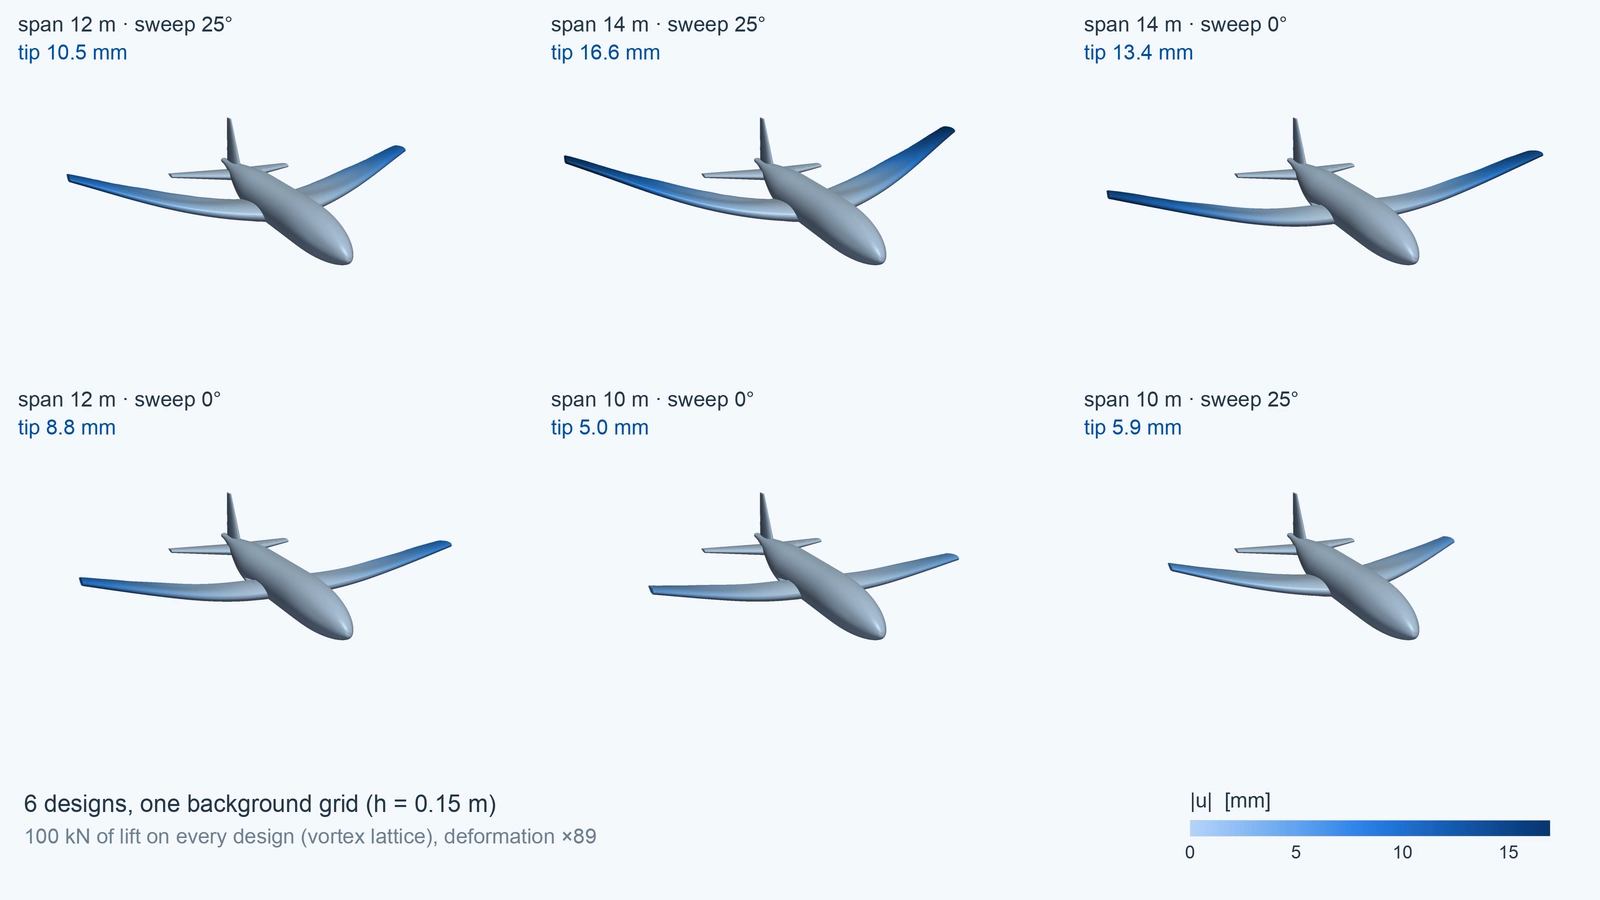 span 12 m · sweep 25°
tip 10.5 mm
span 14 m · sweep 25°
tip 16.6 mm
span 14 m · sweep 0°
tip 13.4 mm
span 12 m · sweep 0°
tip 8.8 mm
span 10 m · sweep 0°
tip 5.0 mm
span 10 m · sweep 25°
tip 5.9 mm
6 designs, one background grid (h = 0.15 m)
100 kN of lift on every design (vortex lattice), deformation ×89
|u| [mm]
0 5 10 15